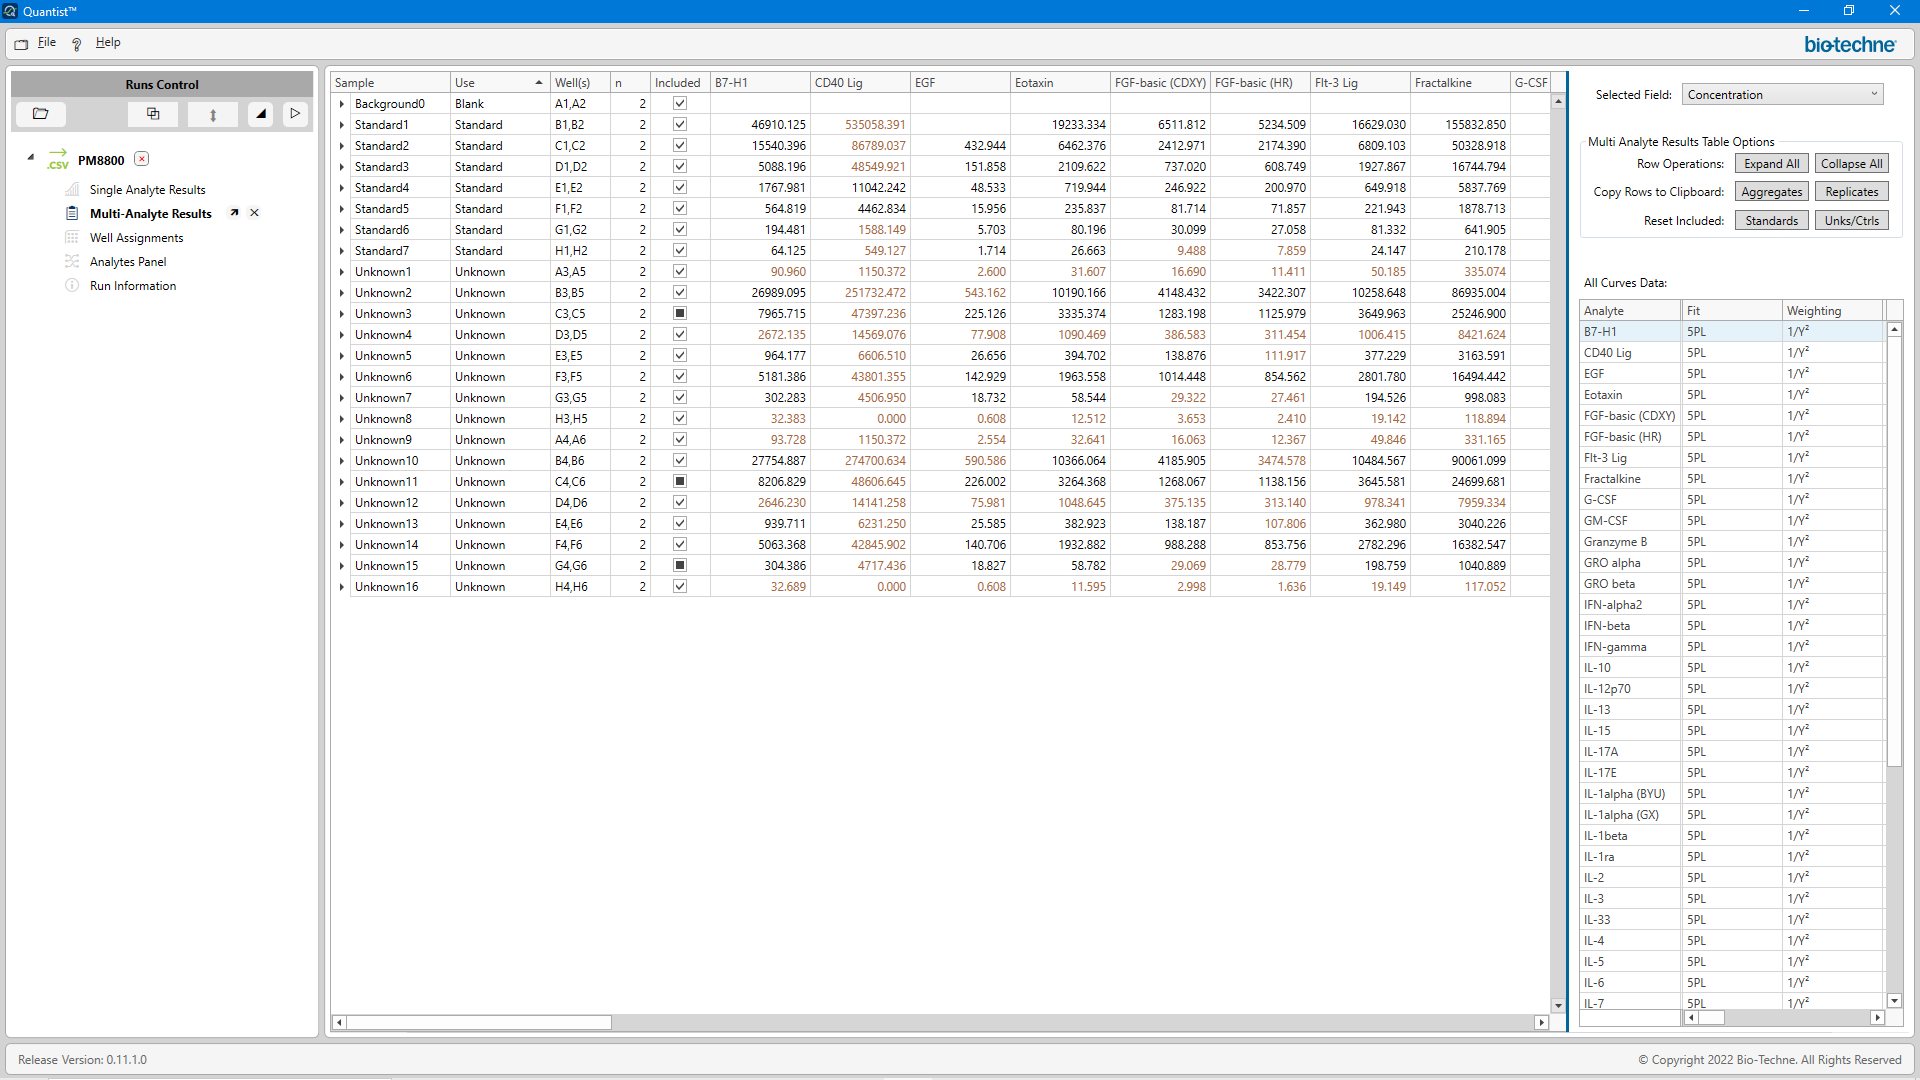 Quantist™
File Help
bio-techne
Runs Control
PM8800
Single Analyte Results
Multi-Analyte Results
Well Assignments
Analytes Panel
Run Information
Sample Use Well(s) n Included B7-H1 CD40 Lig EGF Eotaxin FGF-basic (CDXY) FGF-basic (HR) Flt-3 Lig Fractalkine G-CSF
Background0 Blank A1,A2 2
Standard1 Standard B1,B2 2 46910.125 535058.391 19233.334 6511.812 5234.509 16629.030 155832.850
Standard2 Standard C1,C2 2 15540.396 86789.037 432.944 6462.376 2412.971 2174.390 6809.103 50328.918
Standard3 Standard D1,D2 2 5088.196 48549.921 151.858 2109.622 737.020 608.749 1927.867 16744.794
Standard4 Standard E1,E2 2 1767.981 11042.242 48.533 719.944 246.922 200.970 649.918 5837.769
Standard5 Standard F1,F2 2 564.819 4462.834 15.956 235.837 81.714 71.857 221.943 1878.713
Standard6 Standard G1,G2 2 194.481 1588.149 5.703 80.196 30.099 27.058 81.332 641.905
Standard7 Standard H1,H2 2 64.125 549.127 1.714 26.663 9.488 7.859 24.147 210.178
Unknown1 Unknown A3,A5 2 90.960 1150.372 2.600 31.607 16.690 11.411 50.185 335.074
Unknown2 Unknown B3,B5 2 26989.095 251732.472 543.162 10190.166 4148.432 3422.307 10258.648 86935.004
Unknown3 Unknown C3,C5 2 7965.715 47397.236 225.126 3335.374 1283.198 1125.979 3649.963 25246.900
Unknown4 Unknown D3,D5 2 2672.135 14569.076 77.908 1090.469 386.583 311.454 1006.415 8421.624
Unknown5 Unknown E3,E5 2 964.177 6606.510 26.656 394.702 138.876 111.917 377.229 3163.591
Unknown6 Unknown F3,F5 2 5181.386 43801.355 142.929 1963.558 1014.448 854.562 2801.780 16494.442
Unknown7 Unknown G3,G5 2 302.283 4506.950 18.732 58.544 29.322 27.461 194.526 998.083
Unknown8 Unknown H3,H5 2 32.383 0.000 0.608 12.512 3.653 2.410 19.142 118.894
Unknown9 Unknown A4,A6 2 93.728 1150.372 2.554 32.641 16.063 12.367 49.846 331.165
Unknown10 Unknown B4,B6 2 27754.887 274700.634 590.586 10366.064 4185.905 3474.578 10484.567 90061.099
Unknown11 Unknown C4,C6 2 8206.829 48606.645 226.002 3264.368 1268.067 1138.156 3645.581 24699.681
Unknown12 Unknown D4,D6 2 2646.230 14141.258 75.981 1048.645 375.135 313.140 978.341 7959.334
Unknown13 Unknown E4,E6 2 939.711 6231.250 25.585 382.923 138.187 107.806 362.980 3040.226
Unknown14 Unknown F4,F6 2 5063.368 42845.902 140.706 1932.882 988.288 853.756 2782.296 16382.547
Unknown15 Unknown G4,G6 2 304.386 4717.436 18.827 58.782 29.069 28.779 198.759 1040.889
Unknown16 Unknown H4,H6 2 32.689 0.000 0.608 11.595 2.998 1.636 19.149 117.052
Selected Field: Concentration
Multi Analyte Results Table Options
Row Operations: Expand All Collapse All
Copy Rows to Clipboard: Aggregates Replicates
Reset Included: Standards Unks/Ctrls
All Curves Data:
Analyte Fit Weighting
B7-H1 5PL 1/Y²
CD40 Lig 5PL 1/Y²
EGF 5PL 1/Y²
Eotaxin 5PL 1/Y²
FGF-basic (CDXY) 5PL 1/Y²
FGF-basic (HR) 5PL 1/Y²
Flt-3 Lig 5PL 1/Y²
Fractalkine 5PL 1/Y²
G-CSF 5PL 1/Y²
GM-CSF 5PL 1/Y²
Granzyme B 5PL 1/Y²
GRO alpha 5PL 1/Y²
GRO beta 5PL 1/Y²
IFN-alpha2 5PL 1/Y²
IFN-beta 5PL 1/Y²
IFN-gamma 5PL 1/Y²
IL-10 5PL 1/Y²
IL-12p70 5PL 1/Y²
IL-13 5PL 1/Y²
IL-15 5PL 1/Y²
IL-17A 5PL 1/Y²
IL-17E 5PL 1/Y²
IL-1alpha (BYU) 5PL 1/Y²
IL-1alpha (GX) 5PL 1/Y²
IL-1beta 5PL 1/Y²
IL-1ra 5PL 1/Y²
IL-2 5PL 1/Y²
IL-3 5PL 1/Y²
IL-33 5PL 1/Y²
IL-4 5PL 1/Y²
IL-5 5PL 1/Y²
IL-6 5PL 1/Y²
IL-7 5PL 1/Y²
Release Version: 0.11.1.0
© Copyright 2022 Bio-Techne. All Rights Reserved
.CSV